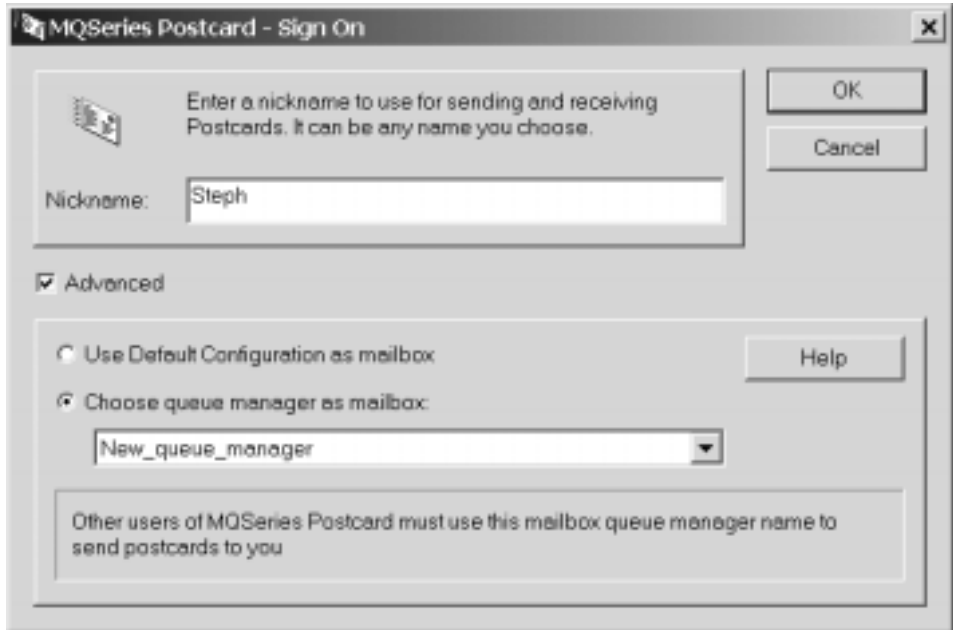 MQSeries Postcard - Sign On
Enter a nickname to use for sending and receiving
Postcards. It can be any name you choose.
OK
Cancel
Nickname:
Steph
Advanced
Use Default Configuration as mailbox
Help
Choose queue manager as mailbox:
New_queue_manager
Other users of MQSeries Postcard must use this mailbox queue manager name to
send postcards to you